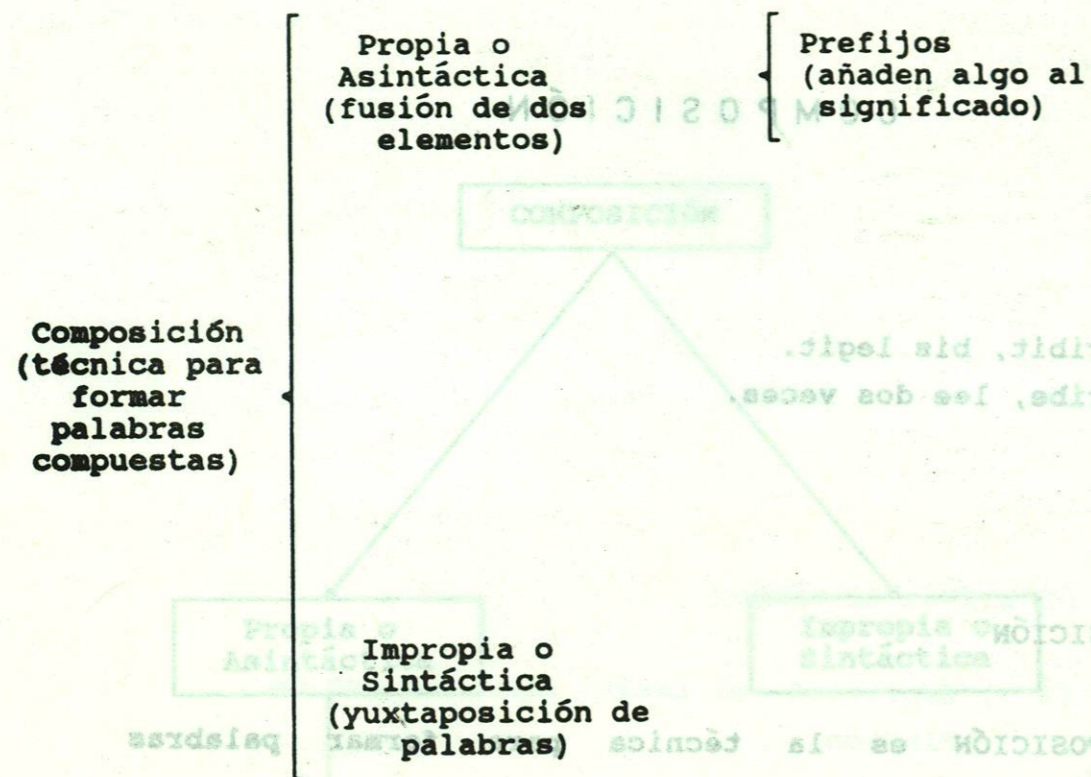 Propia o
Asintáctica
(fusión de dos
elementos)
Prefijos
(añaden algo al
significado)
Composición
(técnica para
formar
palabras
compuestas)
Impropia o
Sintáctica
(yuxtaposición de
palabras)